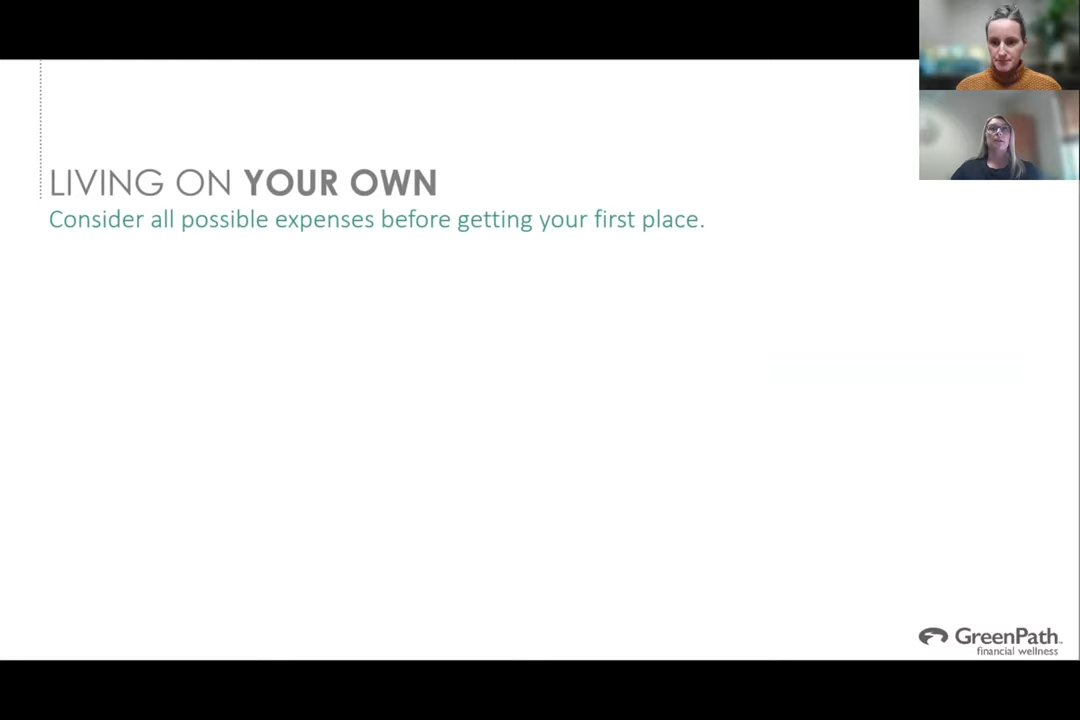 LIVING ON YOUR OWN
Consider all possible expenses before getting your first place.
GreenPath
financial wellness